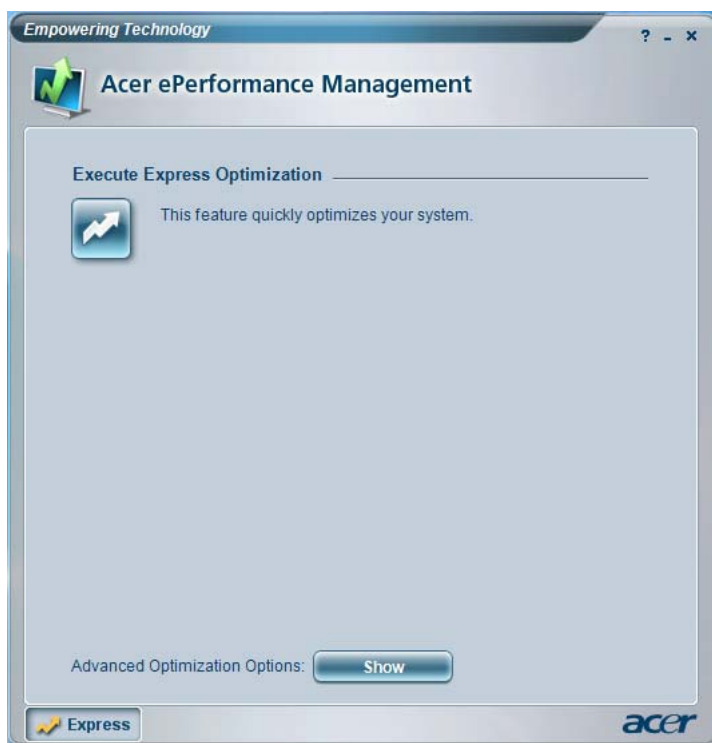 Empowering Technology
? - ×
Acer ePerformance Management
Execute Express Optimization
This feature quickly optimizes your system.
Advanced Optimization Options: Show
Express
acer